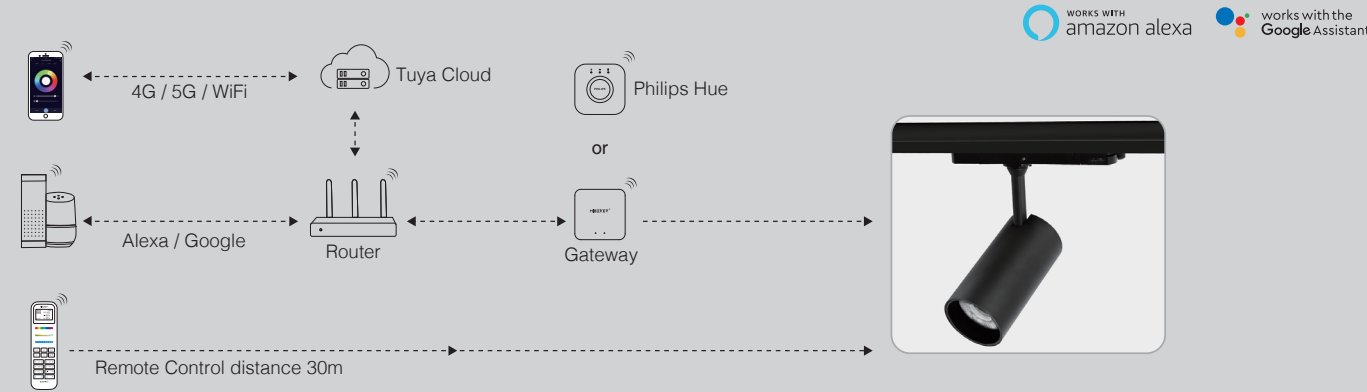 WORKS WITH
amazon alexa
works with the
Google Assistant
4G / 5G / WiFi
Tuya Cloud
Philips Hue
or
Alexa / Google
Router
Gateway
Remote Control distance 30m